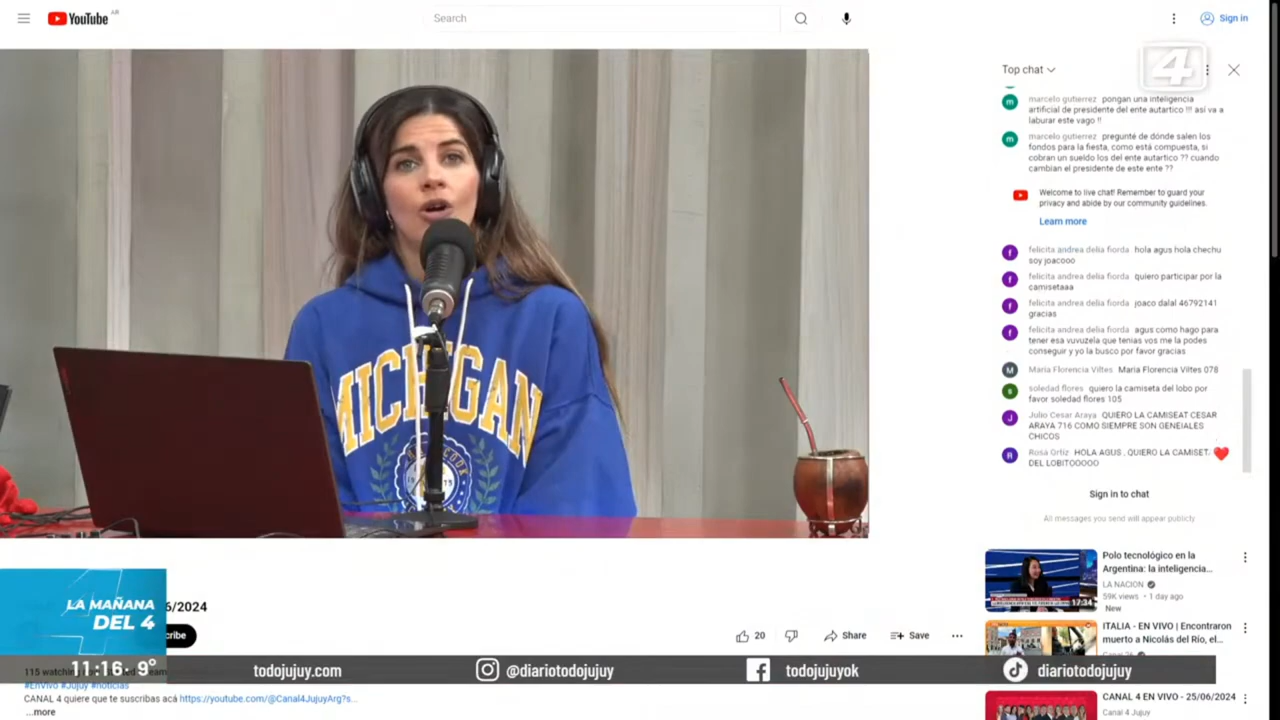 YouTube AR
Search
Sign in
4
Top chat
marcelo gutierrez pongan una inteligencia
artificial de presidente del ente autartico !!! así va a
laburar este vago !!
marcelo gutierrez pregunté de dónde salen los
fondos para la fiesta, como está compuesta, si
cobran un sueldo los del ente autartico ?? cuando
cambian el presidente de este ente ??
Welcome to live chat! Remember to guard your
privacy and abide by our community guidelines.
Learn more
felicita andrea delia fiorda hola agus hola chechu
soy joacooo
felicita andrea delia fiorda quiero participar por la
camisetaaa
felicita andrea delia fiorda joaco dalal 46792141
gracias
felicita andrea delia fiorda agus como hago para
tener esa vuvuzela que tenias vos me la podes
conseguir y yo la busco por favor gracias
Maria Florencia Viltes Maria Florencia Viltes 078
soledad flores quiero la camiseta del lobo por
favor soledad flores 105
Julio Cesar Araya QUIERO LA CAMISEAT CESAR
ARAYA 716 COMO SIEMPRE SON GENEIALES
CHICOS
Rosa Ortiz HOLA AGUS , QUIERO LA CAMISET
DEL LOBITOOOOO
Sign in to chat
All messages you send will appear publicly
MICHIGAN
Polo tecnológico en la
Argentina: la inteligencia...
LA NACION
59K views • 1 day ago
New
17:34
ITALIA - EN VIVO | Encontraron
muerto a Nicolás del Río, el...
Canal 26
CANAL 4 EN VIVO - 25/06/2024
Canal 4 Jujuy
LA MAÑANA
DEL 4
6/2024
cribe
20
Share
Save
11:16 9°
115 watching
todojujuy.com
@diariotodojujuy
todojujuyok
diariotodojujuy
#EnVivo #Jujuy #noticias
CANAL 4 quiere que te suscribas acá https://youtube.com/@Canal4JujuyArg?s...
...more